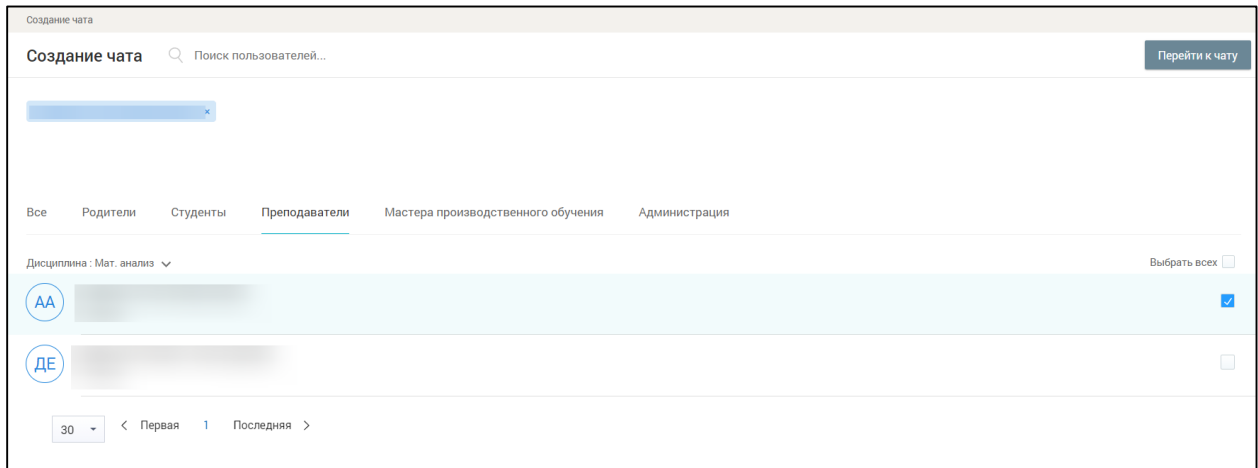 Создание чата
Создание чата Поиск пользователей... Перейти к чату
×
Все Родители Студенты Преподаватели Мастера производственного обучения Администрация
Дисциплина : Мат. анализ Выбрать всех
АА
ДЕ
30 < Первая 1 Последняя >